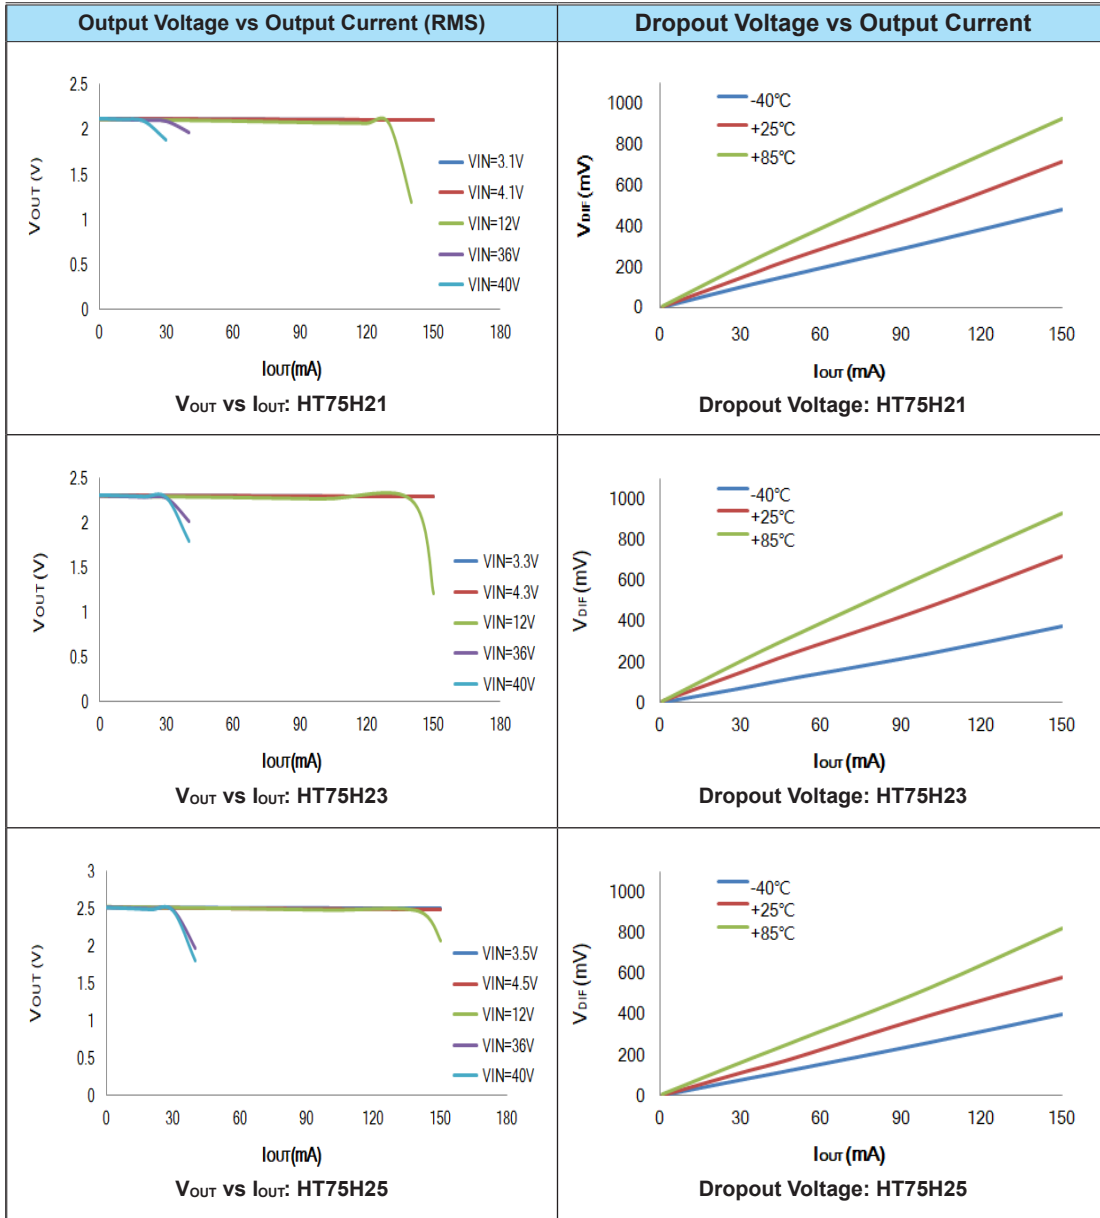 Output Voltage vs Output Current (RMS)
Dropout Voltage vs Output Current
2.5
2
1.5
1
0.5
0
VOUT (V)
VIN=3.1V
VIN=4.1V
VIN=12V
VIN=36V
VIN=40V
0 30 60 90 120 150 180
IOUT(mA)
VOUT vs IOUT: HT75H21
1000
800
600
400
200
0
VDIF (mV)
-40℃
+25℃
+85℃
0 30 60 90 120 150
IOUT (mA)
Dropout Voltage: HT75H21
2.5
2
1.5
1
0.5
0
VOUT (V)
VIN=3.3V
VIN=4.3V
VIN=12V
VIN=36V
VIN=40V
0 30 60 90 120 150 180
IOUT(mA)
VOUT vs IOUT: HT75H23
1000
800
600
400
200
0
VDIF (mV)
-40℃
+25℃
+85℃
0 30 60 90 120 150
IOUT (mA)
Dropout Voltage: HT75H23
3
2.5
2
1.5
1
0.5
0
VOUT (V)
VIN=3.5V
VIN=4.5V
VIN=12V
VIN=36V
VIN=40V
0 30 60 90 120 150 180
IOUT(mA)
VOUT vs IOUT: HT75H25
1000
800
600
400
200
0
VDIF (mV)
-40℃
+25℃
+85℃
0 30 60 90 120 150
IOUT (mA)
Dropout Voltage: HT75H25